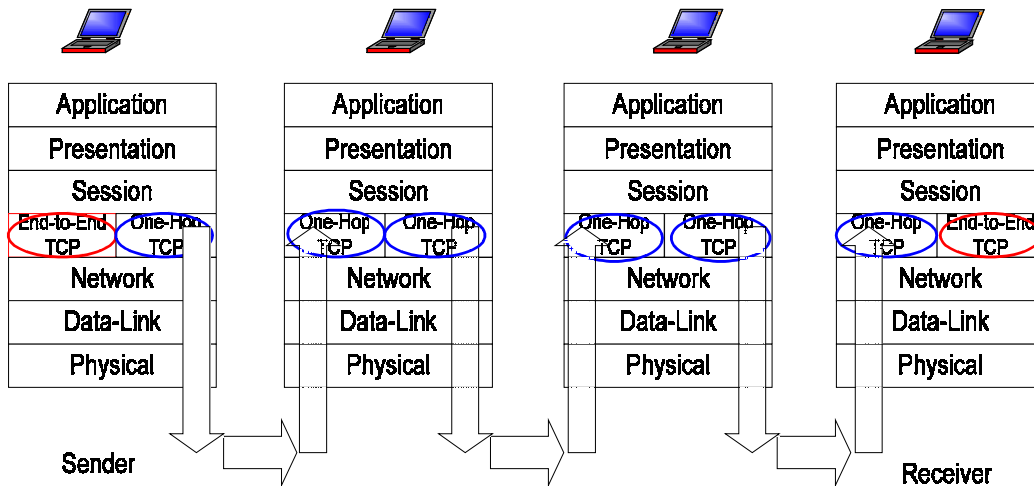 Application Application Application Application
Presentation Presentation Presentation Presentation
Session Session Session Session
End-to-End One-Hop One-Hop One-Hop One-Hop One-Hop One-Hop End-to-End
TCP TCP TCP TCP TCP TCP TCP TCP
Network Network Network Network
Data-Link Data-Link Data-Link Data-Link
Physical Physical Physical Physical
Sender Receiver